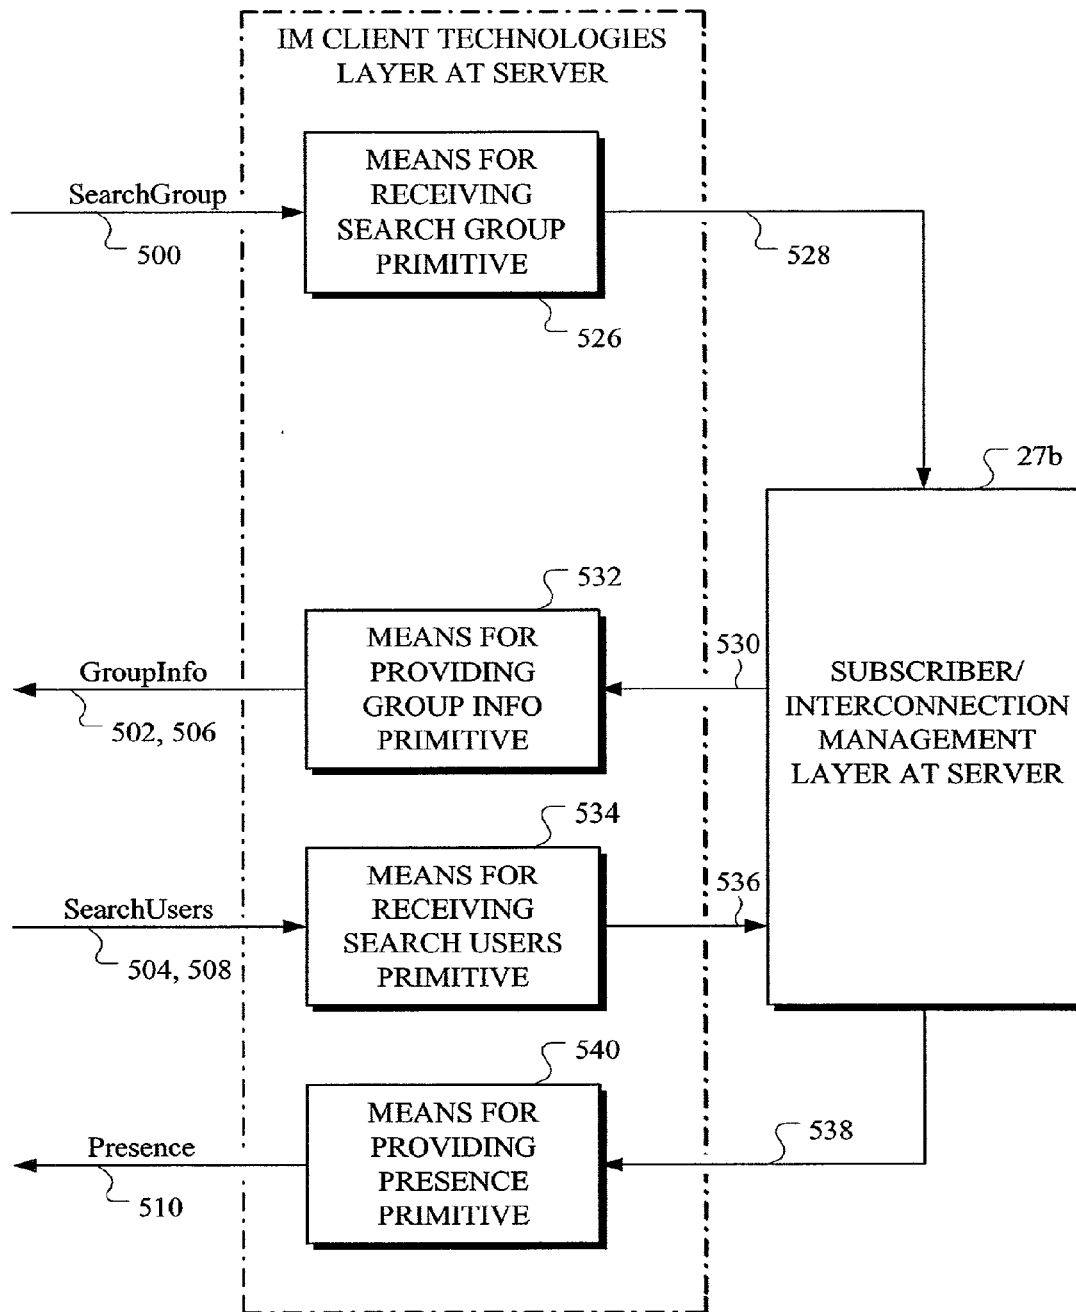 IM CLIENT TECHNOLOGIES
LAYER AT SERVER
MEANS FOR
RECEIVING
SEARCH GROUP
PRIMITIVE
SearchGroup
500
528
526
27b
532
MEANS FOR
PROVIDING
GROUP INFO
PRIMITIVE
GroupInfo
502, 506
530
SUBSCRIBER/
INTERCONNECTION
MANAGEMENT
LAYER AT SERVER
534
MEANS FOR
RECEIVING
SEARCH USERS
PRIMITIVE
SearchUsers
504, 508
536
540
MEANS FOR
PROVIDING
PRESENCE
PRIMITIVE
Presence
510
538